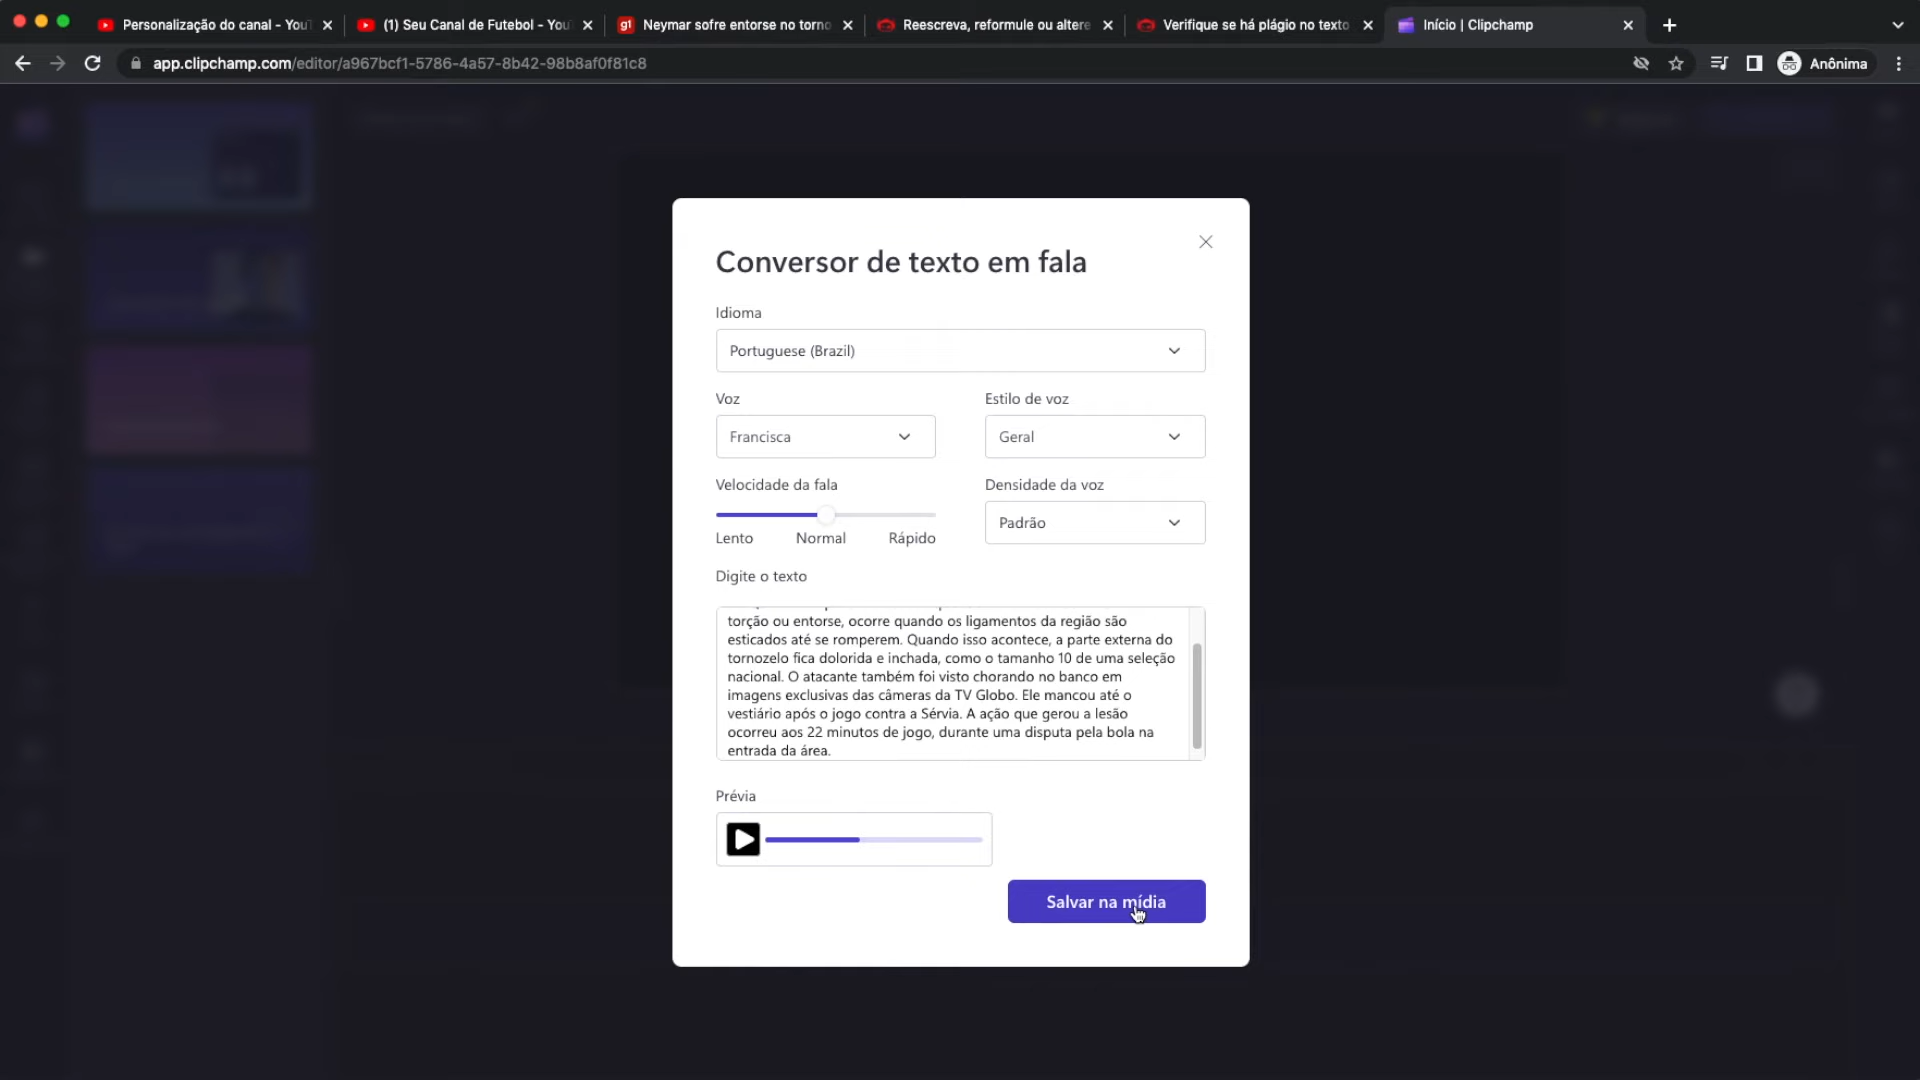 Personalização do canal - YouT
(1) Seu Canal de Futebol - You
g1 Neymar sofre entorse no torno
Reescreva, reformule ou altere
Verifique se há plágio no texto
Início | Clipchamp
app.clipchamp.com/editor/a967bcf1-5786-4a57-8b42-98b8af0f81c8
Anônima
Conversor de texto em fala
Idioma
Portuguese (Brazil)
Voz
Estilo de voz
Francisca
Geral
Velocidade da fala
Densidade da voz
Padrão
Lento
Normal
Rápido
Digite o texto
torção ou entorse, ocorre quando os ligamentos da região são
esticados até se romperem. Quando isso acontece, a parte externa do
tornozelo fica dolorida e inchada, como o tamanho 10 de uma seleção
nacional. O atacante também foi visto chorando no banco em
imagens exclusivas das câmeras da TV Globo. Ele mancou até o
vestiário após o jogo contra a Sérvia. A ação que gerou a lesão
ocorreu aos 22 minutos de jogo, durante uma disputa pela bola na
entrada da área.
Prévia
Salvar na mídia